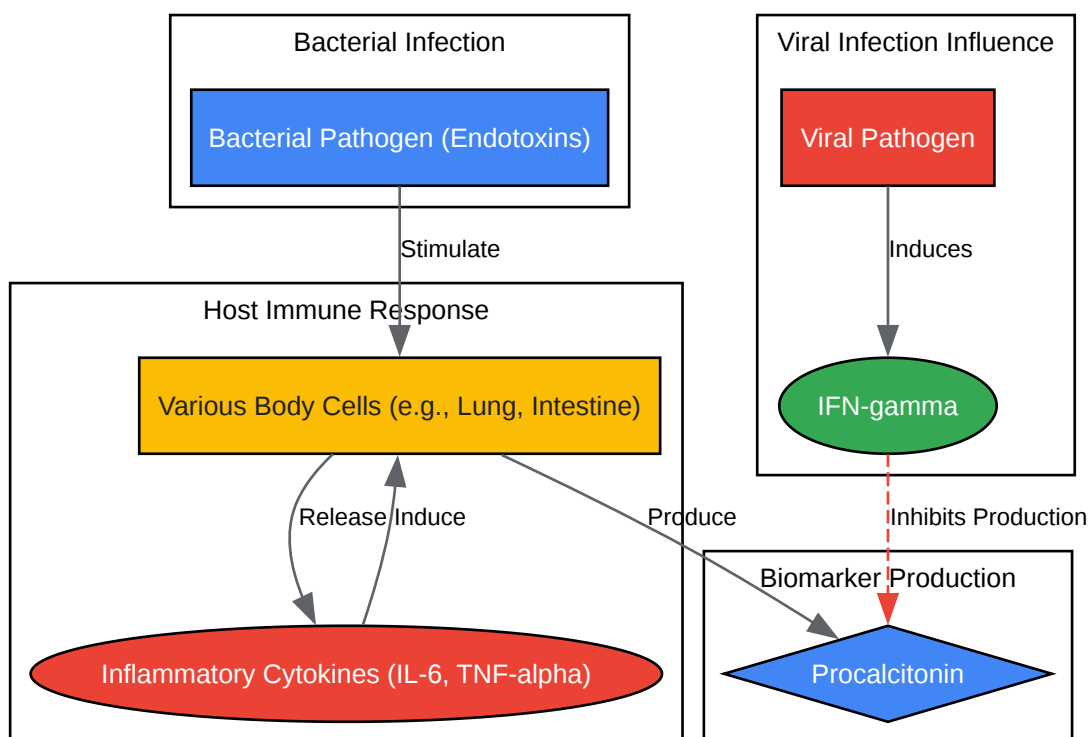 Bacterial Infection
Viral Infection Influence
Bacterial Pathogen (Endotoxins)
Viral Pathogen
Stimulate
Induces
Host Immune Response
Various Body Cells (e.g., Lung, Intestine)
IFN-gamma
Release
Induce
Produce
Inhibits Production
Biomarker Production
Inflammatory Cytokines (IL-6, TNF-alpha)
Procalcitonin